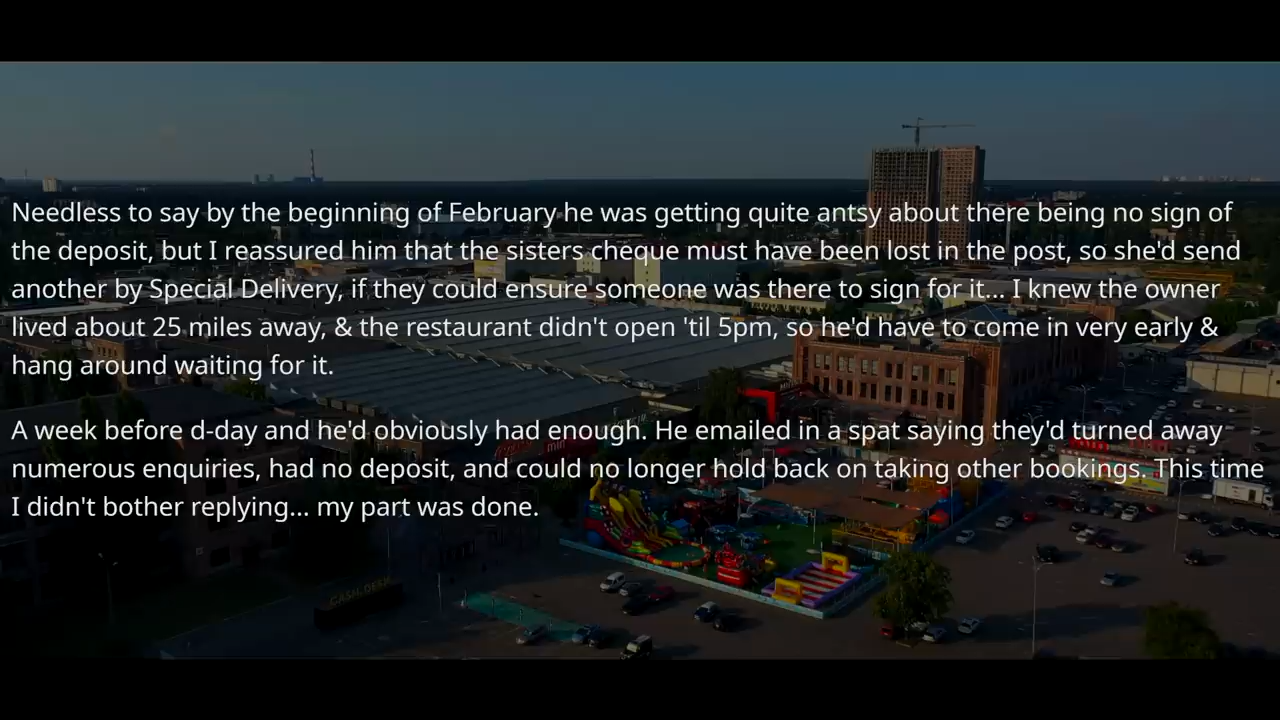 Needless to say by the beginning of February he was getting quite antsy about there being no sign of
the deposit, but I reassured him that the sisters cheque must have been lost in the post, so she'd send
another by Special Delivery, if they could ensure someone was there to sign for it... I knew the owner
lived about 25 miles away, & the restaurant didn't open 'til 5pm, so he'd have to come in very early &
hang around waiting for it.
A week before d-day and he'd obviously had enough. He emailed in a spat saying they'd turned away
numerous enquiries, had no deposit, and could no longer hold back on taking other bookings. This time
I didn't bother replying... my part was done.